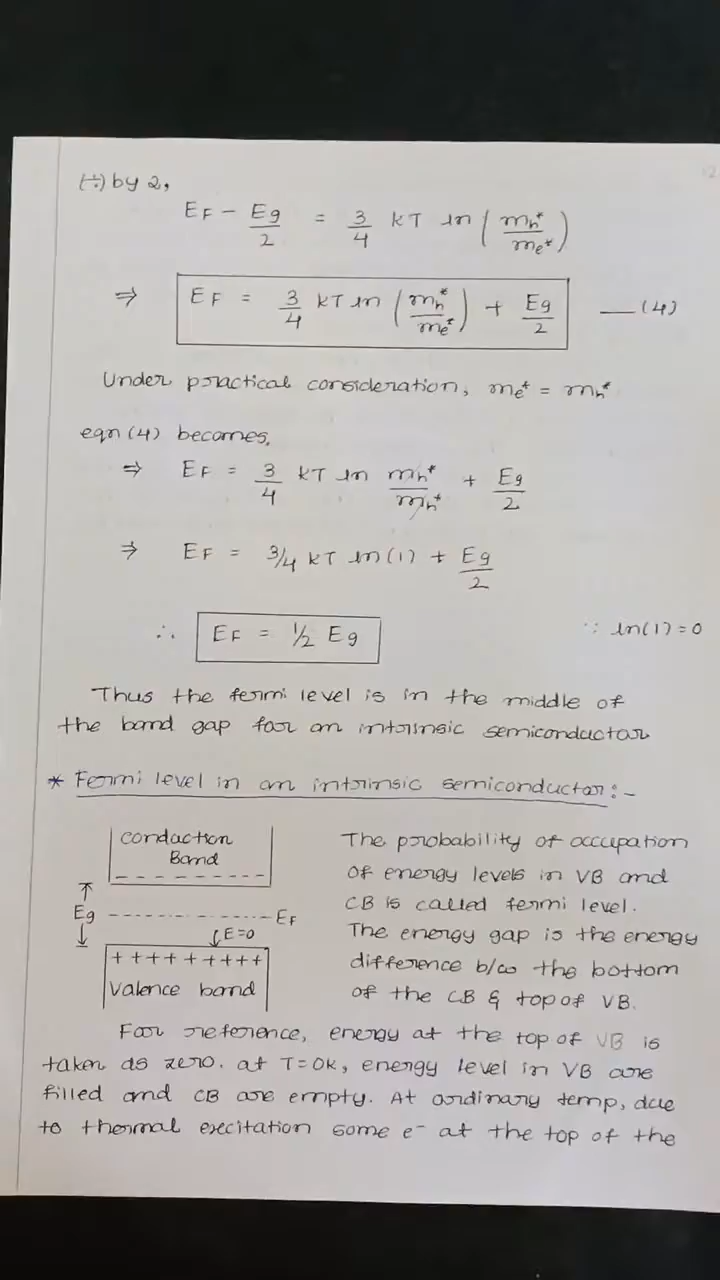 (÷) by 2,
EF - Eg/2 = 3/4 kT ln (mh*/me*)
⇒ EF = 3/4 kT ln (mh*/me*) + Eg/2 —(4)
Under practical consideration, me* = mh*
eqn (4) becomes,
⇒ EF = 3/4 kT ln mh*/mh* + Eg/2
⇒ EF = 3/4 kT ln(1) + Eg/2
∴ EF = 1/2 Eg ∵ ln(1) = 0
Thus the fermi level is in the middle of
the band gap for an intrinsic semiconductor
* Fermi level in an intrinsic semiconductor:-
Conduction
Band
Eg
EF
E=0
+ + + + + + + + +
Valence band
The probability of occupation
of energy levels in VB and
CB is called fermi level.
The energy gap is the energy
difference b/w the bottom
of the CB & top of VB.
For reference, energy at the top of VB is
taken as zero. at T=0K, energy level in VB are
filled and CB are empty. At ordinary temp, due
to thermal excitation some e- at the top of the